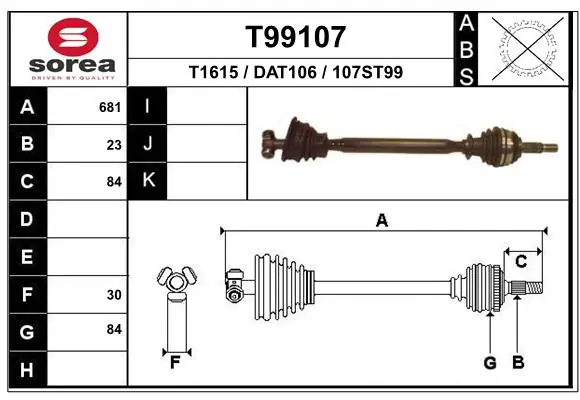 sorea
DRIVEN BY QUALITY
T99107
T1615 / DAT106 / 107ST99
A
B
S
A 681
B 23
C 84
D
E
F 30
G 84
H
I
J
K
A
C
F
G
B